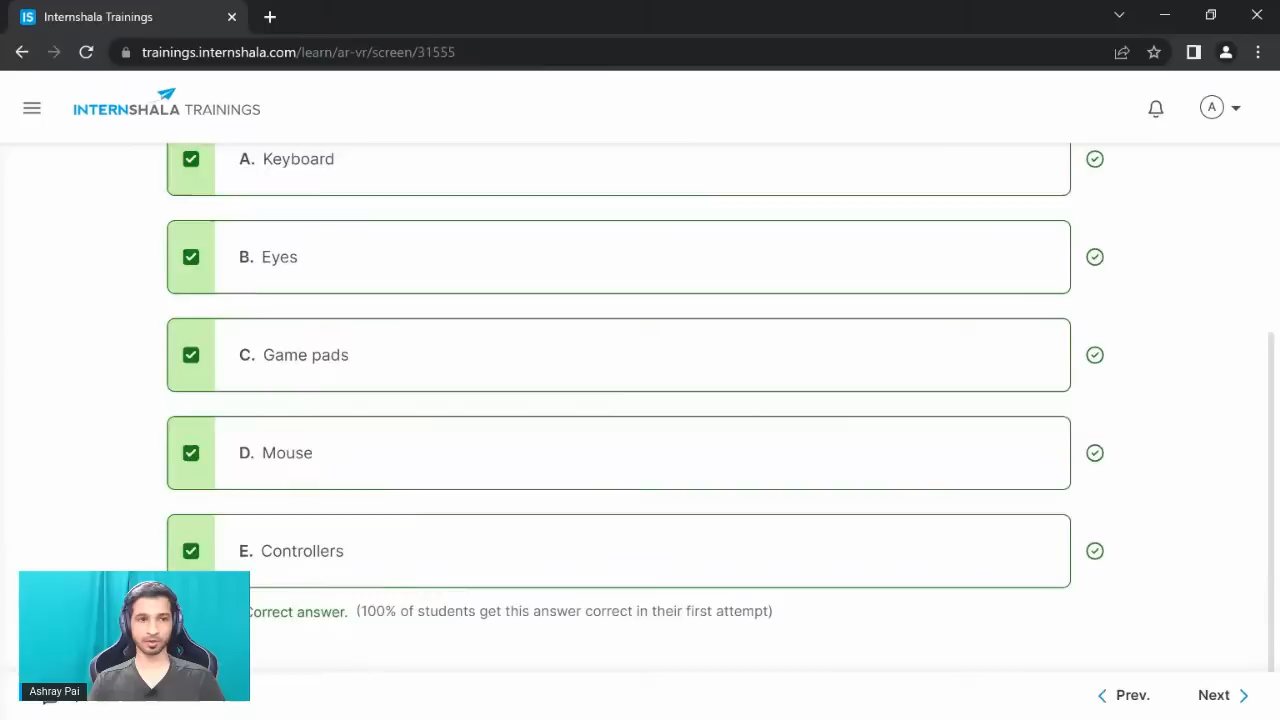 IS Internshala Trainings
trainings.internshala.com/learn/ar-vr/screen/31555
INTERNSHALA TRAININGS
A
A. Keyboard
B. Eyes
C. Game pads
D. Mouse
E. Controllers
Correct answer. (100% of students get this answer correct in their first attempt)
Ashray Pai
Prev.
Next